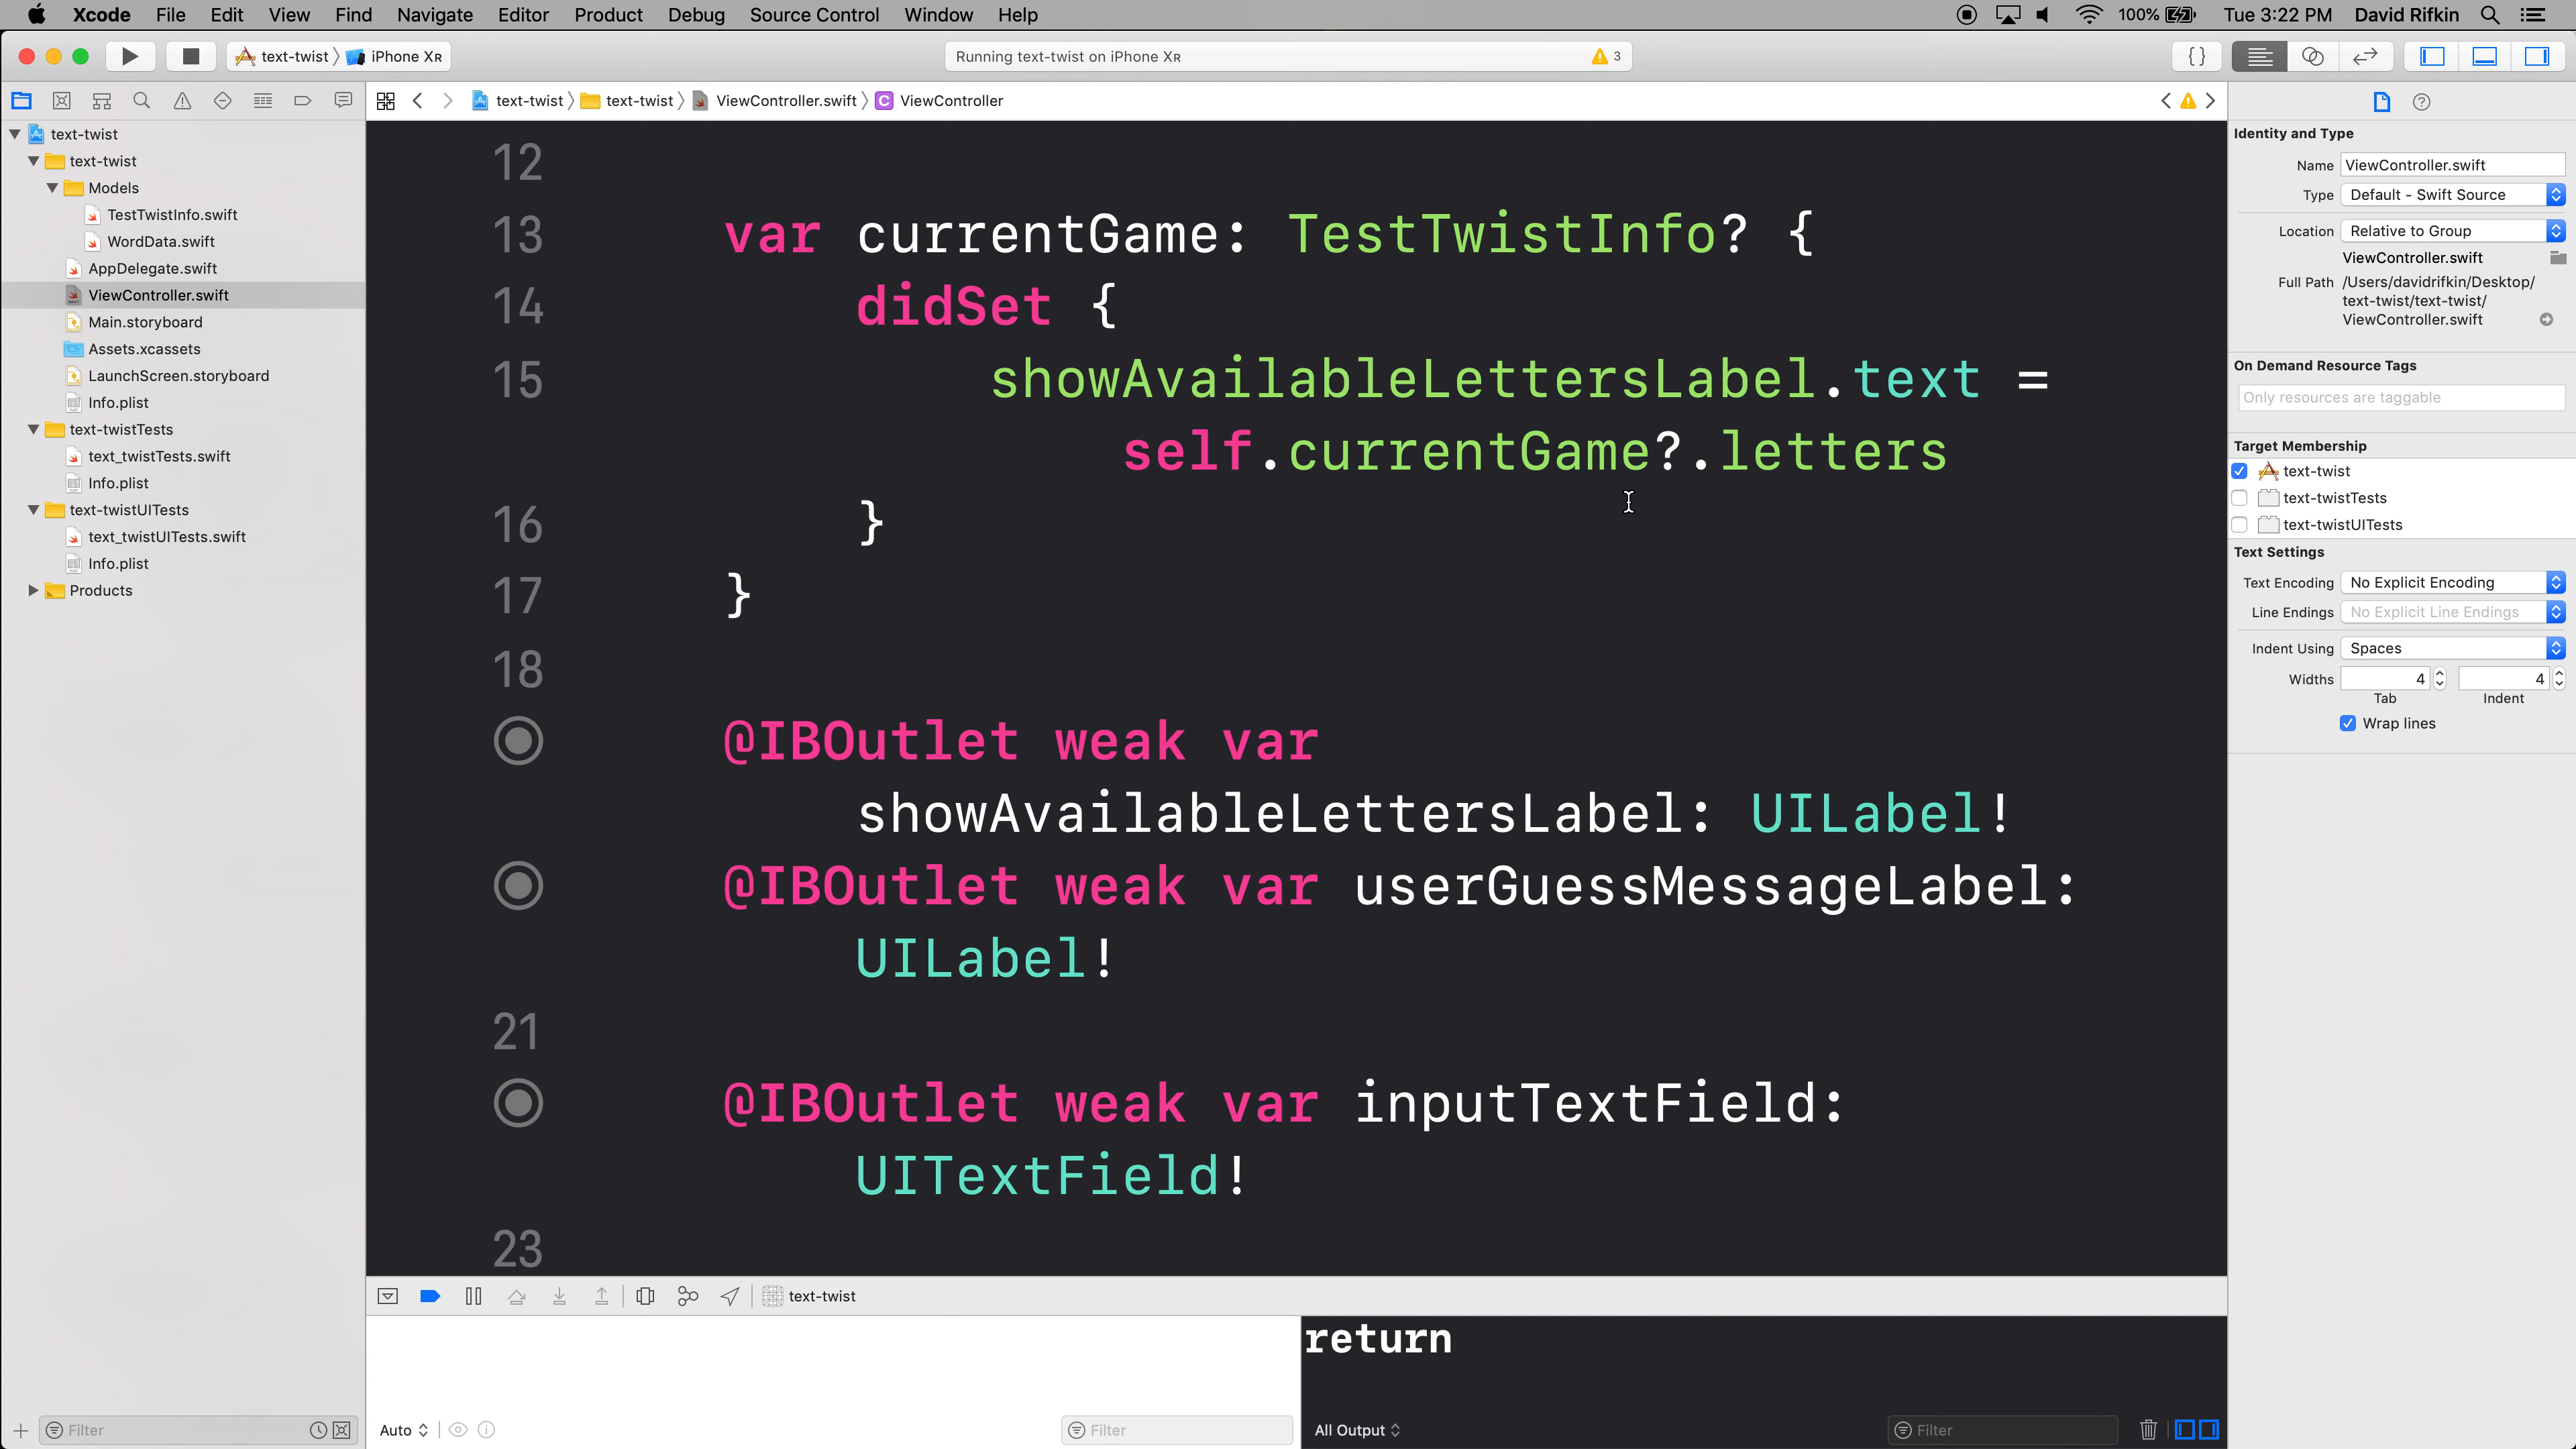 Xcode File Edit View Find Navigate Editor Product Debug Source Control Window Help 100% Tue 3:22 PM David Rifkin
text-twist iPhone XR Running text-twist on iPhone XR 3 {}
text-twist text-twist ViewController.swift C ViewController
text-twist
text-twist
Models
TestTwistInfo.swift
WordData.swift
AppDelegate.swift
ViewController.swift
Main.storyboard
Assets.xcassets
LaunchScreen.storyboard
Info.plist
text-twistTests
text_twistTests.swift
Info.plist
text-twistUITests
text_twistUITests.swift
Info.plist
Products
Filter
12
13 var currentGame: TestTwistInfo? {
14 didSet {
15 showAvailableLettersLabel.text =
self.currentGame?.letters
16 }
17 }
18
@IBOutlet weak var
showAvailableLettersLabel: UILabel!
@IBOutlet weak var userGuessMessageLabel:
UILabel!
21
@IBOutlet weak var inputTextField:
UITextField!
23
text-twist
return
Auto Filter All Output Filter
Identity and Type
Name ViewController.swift
Type Default - Swift Source
Location Relative to Group
ViewController.swift
Full Path /Users/davidrifkin/Desktop/
text-twist/text-twist/
ViewController.swift
On Demand Resource Tags
Only resources are taggable
Target Membership
text-twist
text-twistTests
text-twistUITests
Text Settings
Text Encoding No Explicit Encoding
Line Endings No Explicit Line Endings
Indent Using Spaces
Widths 4 4
Tab Indent
Wrap lines